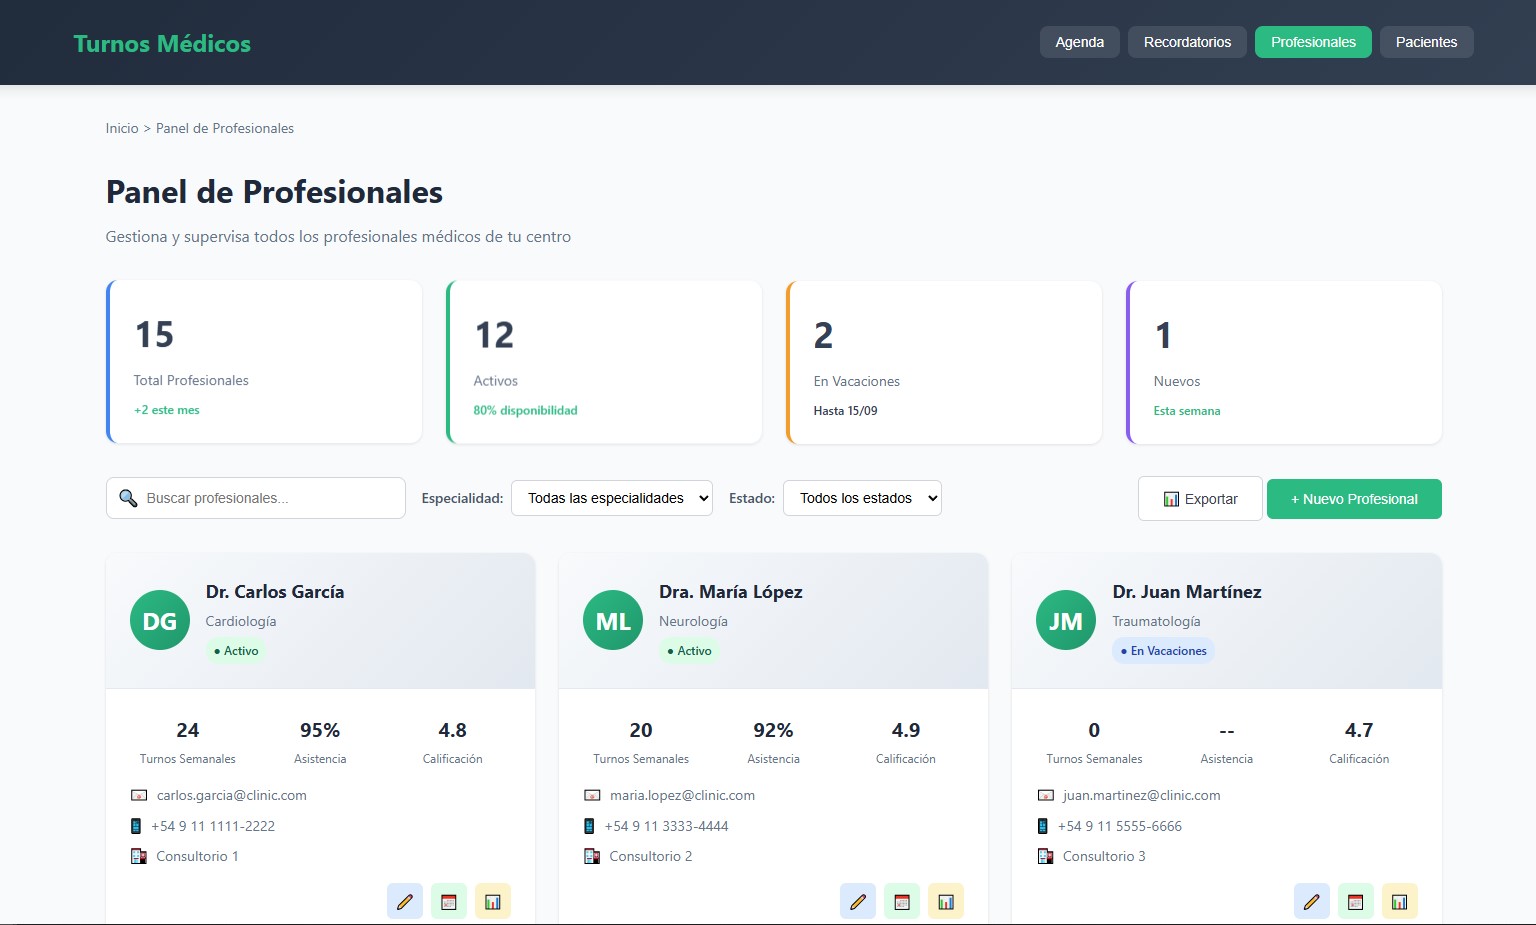 Turnos Médicos
Agenda
Recordatorios
Profesionales
Pacientes
Inicio > Panel de Profesionales
Panel de Profesionales
Gestiona y supervisa todos los profesionales médicos de tu centro
15
Total Profesionales
+2 este mes
12
Activos
80% disponibilidad
2
En Vacaciones
Hasta 15/09
1
Nuevos
Esta semana
Buscar profesionales...
Especialidad:
Todas las especialidades
Estado:
Todos los estados
Exportar
+ Nuevo Profesional
DG
Dr. Carlos García
Cardiología
● Activo
24
Turnos Semanales
95%
Asistencia
4.8
Calificación
carlos.garcia@clinic.com
+54 9 11 1111-2222
Consultorio 1
ML
Dra. María López
Neurología
● Activo
20
Turnos Semanales
92%
Asistencia
4.9
Calificación
maria.lopez@clinic.com
+54 9 11 3333-4444
Consultorio 2
JM
Dr. Juan Martínez
Traumatología
● En Vacaciones
0
Turnos Semanales
--
Asistencia
4.7
Calificación
juan.martinez@clinic.com
+54 9 11 5555-6666
Consultorio 3